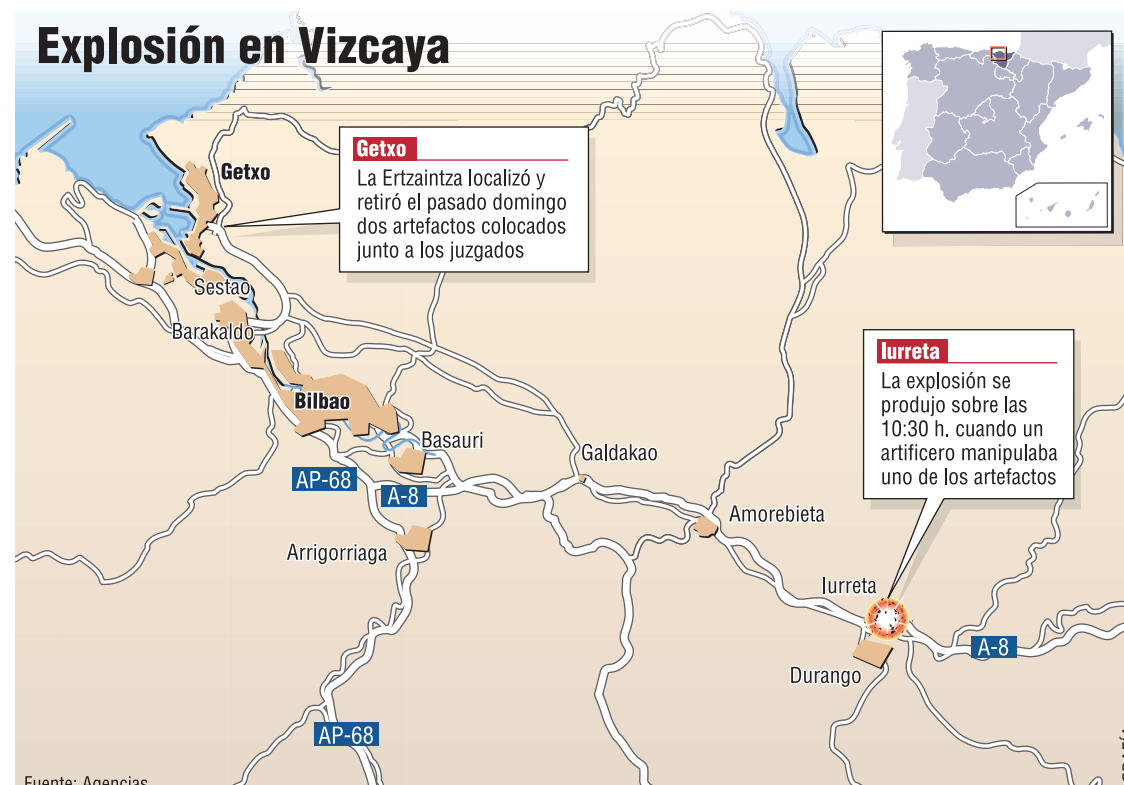 Explosión en Vizcaya
Getxo
Getxo
La Ertzaintza localizó y
retiró el pasado domingo
dos artefactos colocados
junto a los juzgados
Sestao
Barakaldo
Bilbao
Basauri
Galdakao
AP-68
A-8
Amorebieta
Arrigorriaga
Iurreta
La explosión se
produjo sobre las
10:30 h. cuando un
artificero manipulaba
uno de los artefactos
Iurreta
A-8
Durango
AP-68
Fuente: Agencias